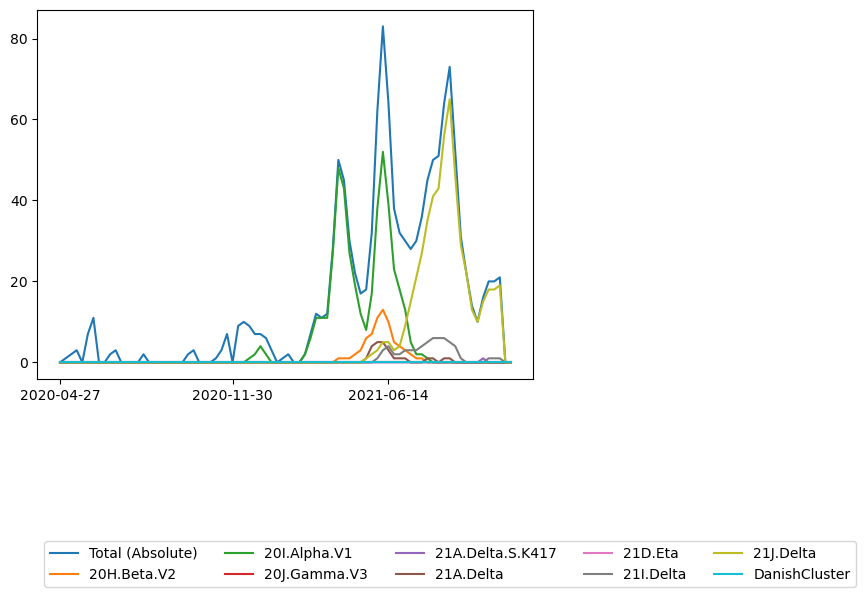 80
60
40
20
0
2020-04-27 2020-11-30 2021-06-14
Total (Absolute) 20I.Alpha.V1 21A.Delta.S.K417 21D.Eta 21J.Delta
20H.Beta.V2 20J.Gamma.V3 21A.Delta 21I.Delta DanishCluster